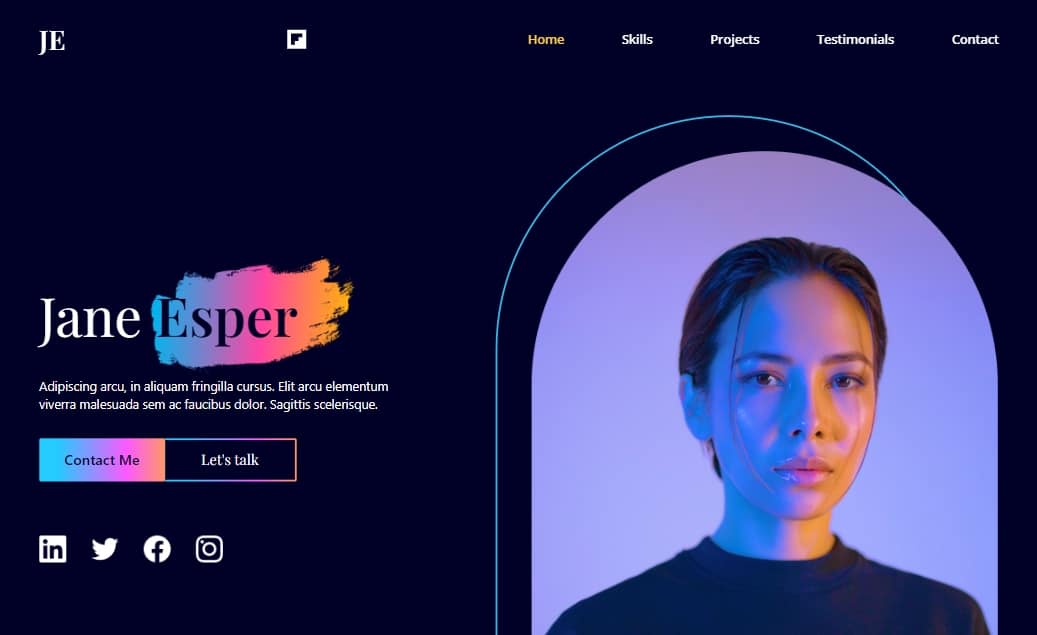 JE
Home Skills Projects Testimonials Contact
Jane Esper
Adipiscing arcu, in aliquam fringilla cursus. Elit arcu elementum
viverra malesuada sem ac faucibus dolor. Sagittis scelerisque.
Contact Me Let's talk